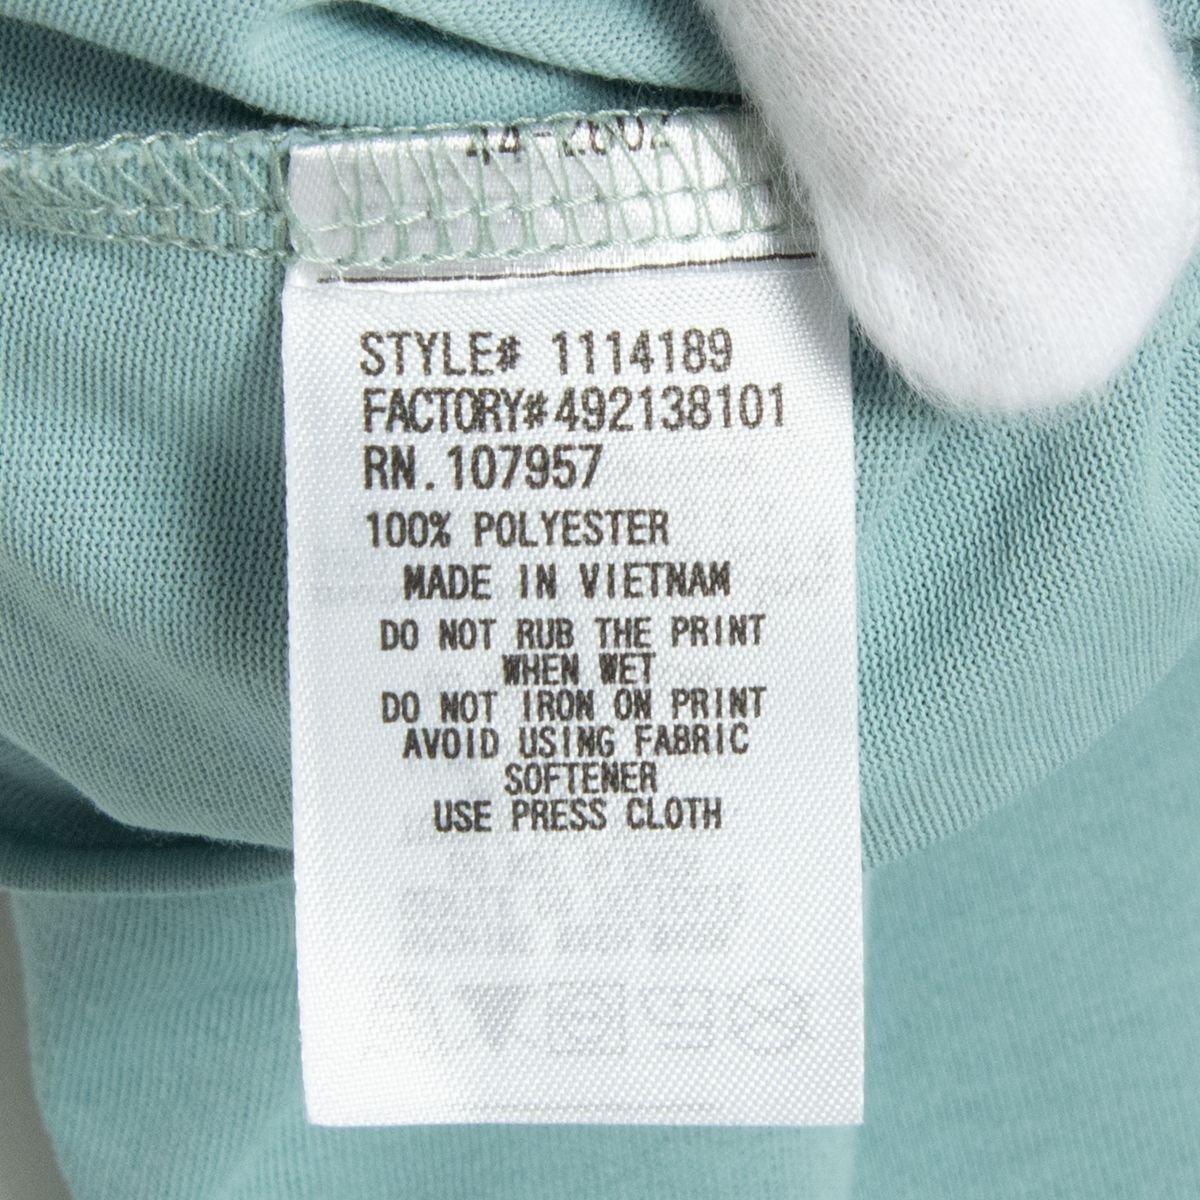 STYLE# 1114189
FACTORY#492138101
RN.107957
100% POLYESTER
MADE IN VIETNAM
DO NOT RUB THE PRINT
WHEN WET
DO NOT IRON ON PRINT
AVOID USING FABRIC
SOFTENER
USE PRESS CLOTH